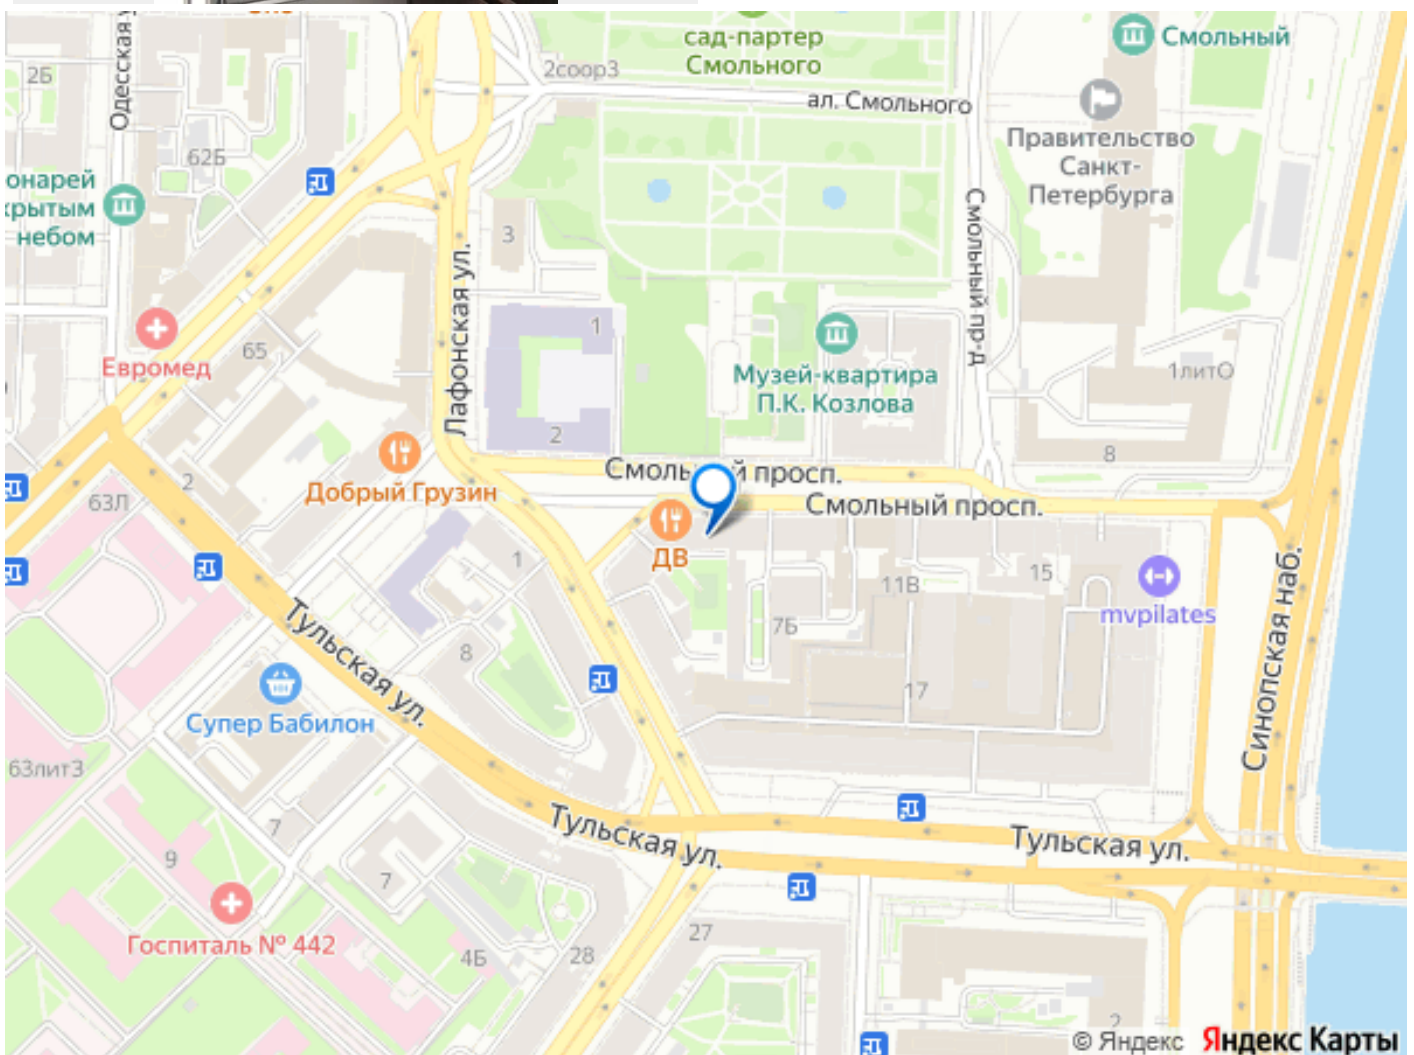 сад-партер
Смольного
Смольный
2Б
Одесская
2соор3
ал. Смольного
Правительство
Санкт-
Петербурга
62Б
онарей
крытым
небом
3
Лафонская ул.
Смольный пр-д
1
Евромед
65
Музей-квартира
П.К. Козлова
1литО
2
8
Добрый Грузин
Смольный просп.
Смольный просп.
2
63Л
ДВ
1
11В
15
mvpilates
Синопская наб.
Тульская ул.
7Б
8
17
Супер Бабилон
63лит3
7
Тульская ул.
Тульская ул.
9
7
Госпиталь № 442
4Б
28
27
2
© Яндекс Яндекс Карты